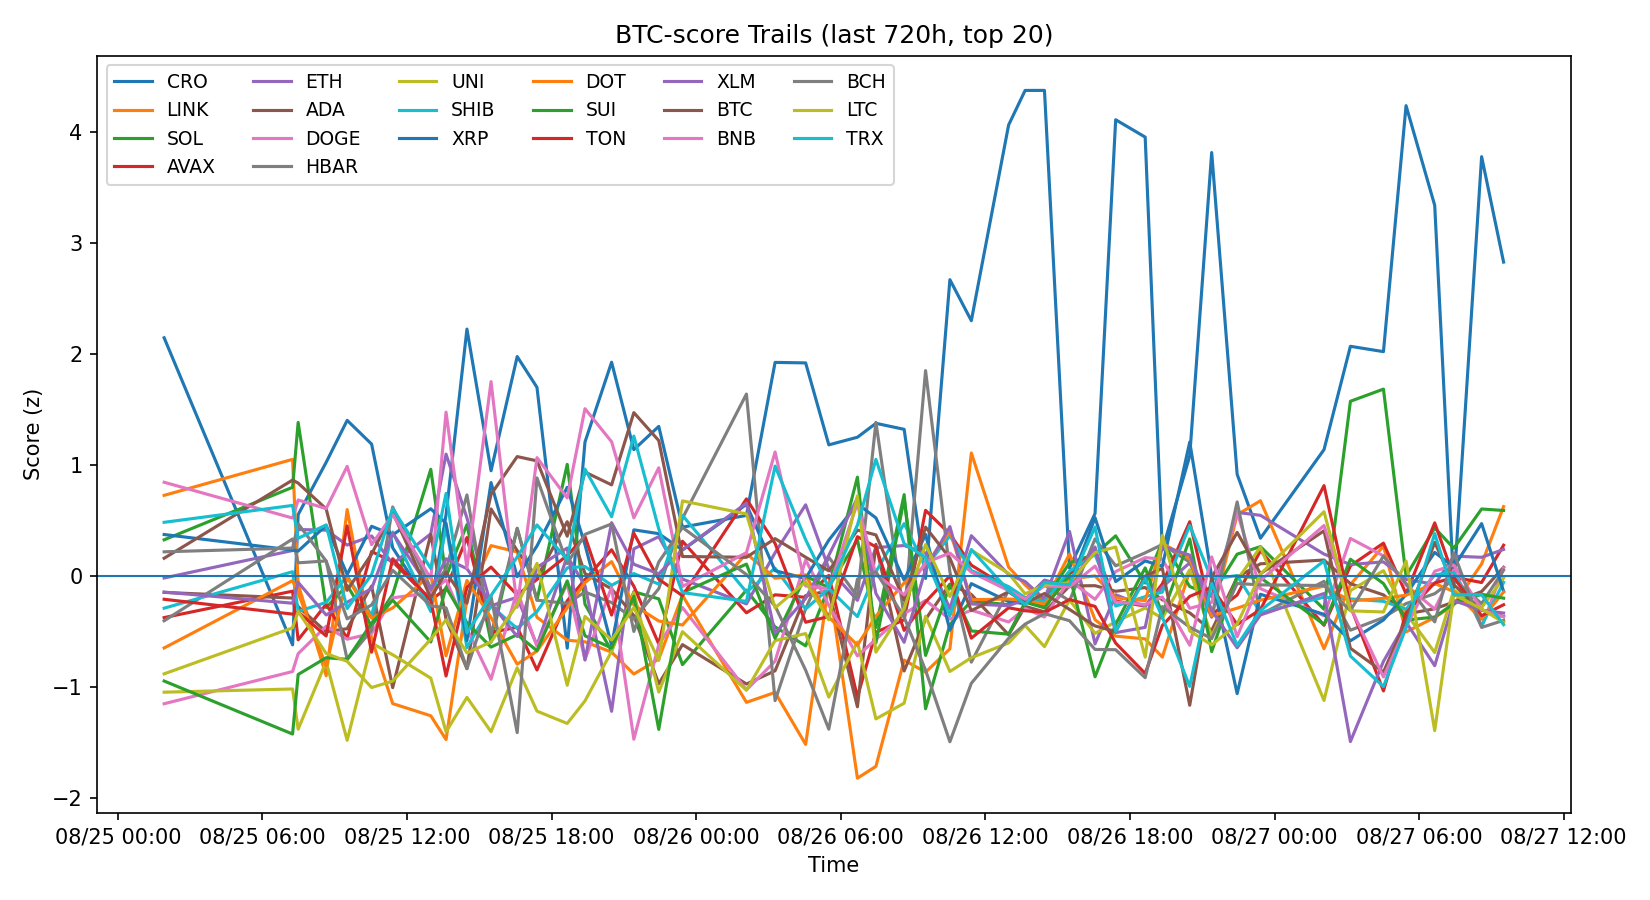 BTC-score Trails (last 720h, top 20)
CRO ETH UNI DOT XLM BCH
LINK ADA SHIB SUI BTC LTC
SOL DOGE XRP TON BNB TRX
AVAX HBAR
Score (z)
4
3
2
1
0
−1
−2
08/25 00:00 08/25 06:00 08/25 12:00 08/25 18:00 08/26 00:00 08/26 06:00 08/26 12:00 08/26 18:00 08/27 00:00 08/27 06:00 08/27 12:00
Time